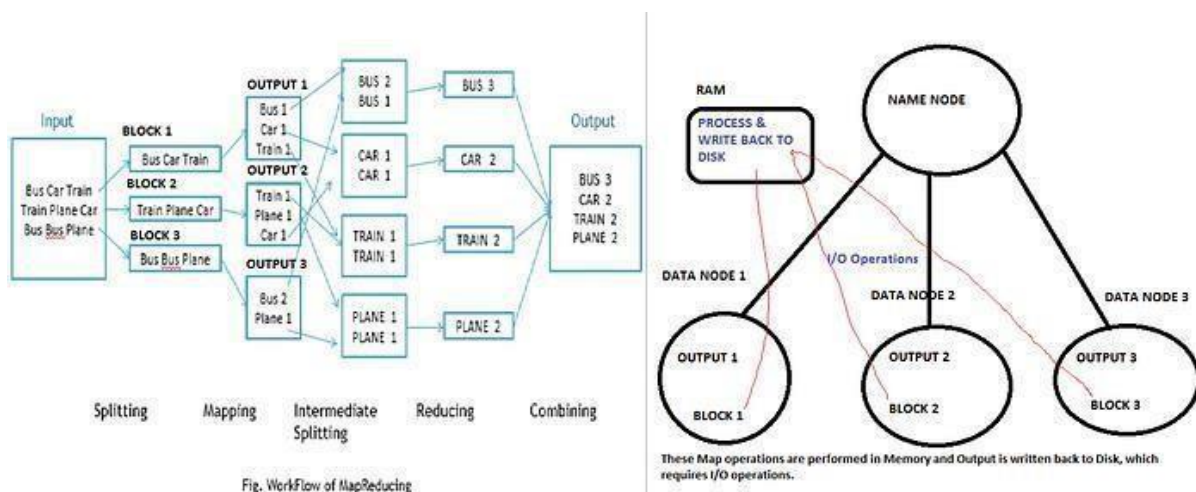 Input
Bus Car Train
Train Plane Car
Bus Bus Plane
BLOCK 1
Bus Car Train
BLOCK 2
Train Plane Car
BLOCK 3
Bus Bus Plane
OUTPUT 1
Bus 1
Car 1
Train 1
OUTPUT 2
Train 1
Plane 1
Car 1
OUTPUT 3
Bus 2
Plane 1
BUS 2
BUS 1
CAR 1
CAR 1
TRAIN 1
TRAIN 1
PLANE 1
PLANE 1
BUS 3
CAR 2
TRAIN 2
PLANE 2
Output
BUS 3
CAR 2
TRAIN 2
PLANE 2
Splitting
Mapping
Intermediate
Splitting
Reducing
Combining
Fig. WorkFlow of MapReducing
RAM
PROCESS &
WRITE BACK TO
DISK
NAME NODE
I/O Operations
DATA NODE 1
DATA NODE 2
DATA NODE 3
OUTPUT 1
BLOCK 1
OUTPUT 2
BLOCK 2
OUTPUT 3
BLOCK 3
These Map operations are performed in Memory and Output is written back to Disk, which
requires I/O operations.